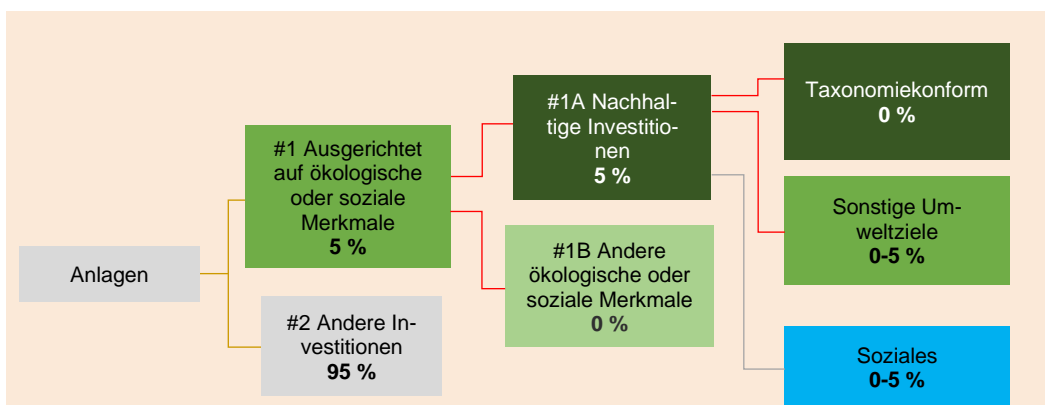 Anlagen
#1 Ausgerichtet
auf ökologische
oder soziale
Merkmale
5 %
#2 Andere In-
vestitionen
95 %
#1A Nachhal-
tige Investitio-
nen
5 %
#1B Andere
ökologische oder
soziale Merkmale
0 %
Taxonomiekonform
0 %
Sonstige Um-
weltziele
0-5 %
Soziales
0-5 %